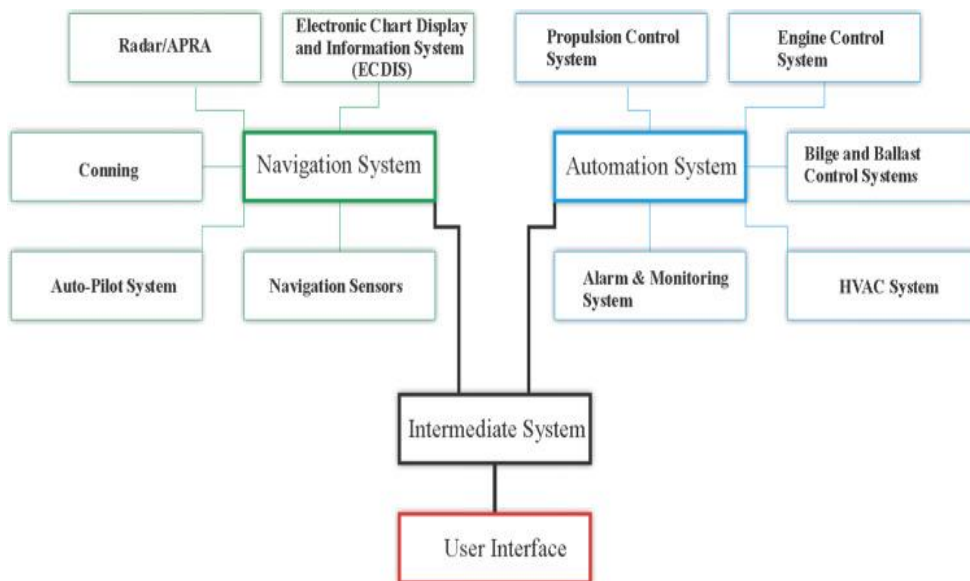 Radar/APRA
Electronic Chart Display
and Information System
(ECDIS)
Propulsion Control
System
Engine Control
System
Conning
Navigation System
Automation System
Bilge and Ballast
Control Systems
Auto-Pilot System
Navigation Sensors
Alarm & Monitoring
System
HVAC System
Intermediate System
User Interface